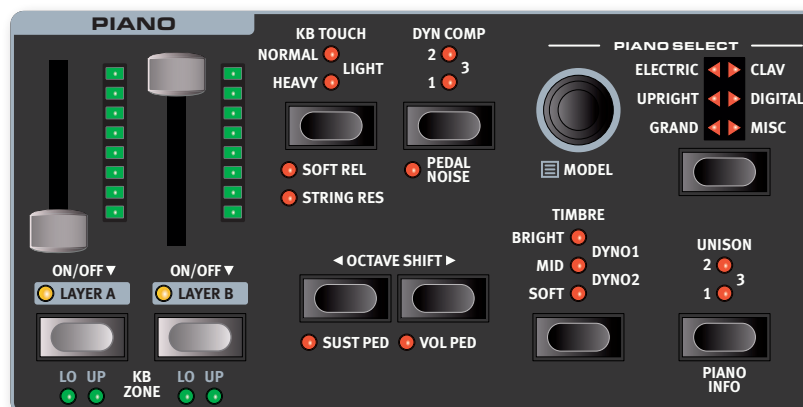 PIANO
KB TOUCH
NORMAL
LIGHT
HEAVY
SOFT REL
STRING RES
DYN COMP
2
3
1
PEDAL
NOISE
PIANO SELECT
ELECTRIC
CLAV
UPRIGHT
DIGITAL
GRAND
MISC
MODEL
ON/OFF▼
LAYER A
ON/OFF▼
LAYER B
LO UP
KB
ZONE
LO UP
◄ OCTAVE SHIFT ►
SUST PED
VOL PED
TIMBRE
BRIGHT
DYNO1
MID
DYNO2
SOFT
UNISON
2
3
1
PIANO
INFO